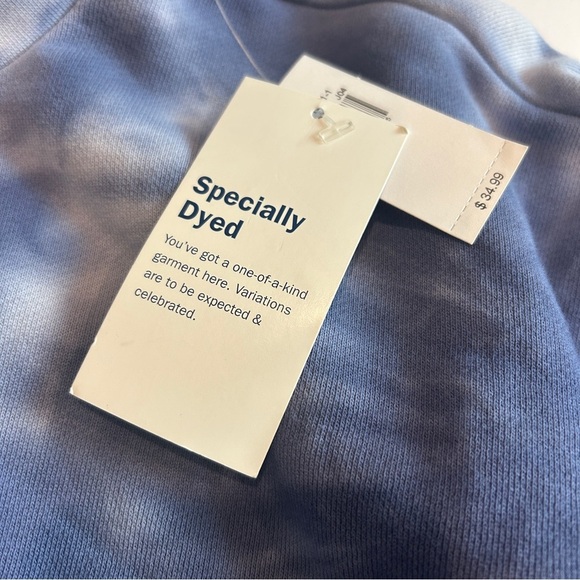 Specially
Dyed
You've got a one-of-a-kind
garment here. Variations
are to be expected &
celebrated.
$ 34.99